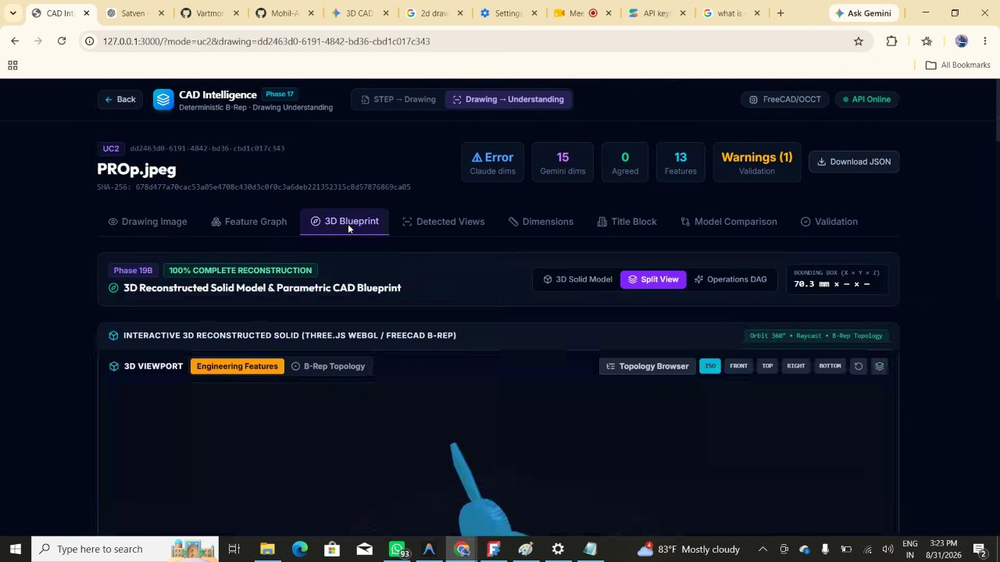 CAD Int
Satven -
Vartmor
Mohil-A
3D CAD
2d draw
Settings
Mee
API keys
what is
Ask Gemini
127.0.0.1:3000/?mode=uc2&drawing=dd2463d0-6191-4842-bd36-cbd1c017c343
All Bookmarks
Back
CAD Intelligence
Phase 17
Deterministic B-Rep · Drawing Understanding
STEP → Drawing
Drawing → Understanding
FreeCAD/OCCT
API Online
UC2 dd2463d0-6191-4842-bd36-cbd1c017c343
PROp.jpeg
SHA-256: 678d477a70cac53a05e4708c430d3c0f0c3a6deb221352315c8d57876869ca05
Error
Claude dims
15
Gemini dims
0
Agreed
13
Features
Warnings (1)
Validation
Download JSON
Drawing Image
Feature Graph
3D Blueprint
Detected Views
Dimensions
Title Block
Model Comparison
Validation
Phase 19B
100% COMPLETE RECONSTRUCTION
3D Reconstructed Solid Model & Parametric CAD Blueprint
3D Solid Model
Split View
Operations DAG
BOUNDING BOX (X × Y × Z)
70.3 mm × — × —
INTERACTIVE 3D RECONSTRUCTED SOLID (THREE.JS WEBGL / FREECAD B-REP)
Orbit 360° • Raycast • B-Rep Topology
3D VIEWPORT
Engineering Features
B-Rep Topology
Topology Browser
ISO
FRONT
TOP
RIGHT
BOTTOM
Type here to search
93
4
83°F Mostly cloudy
ENG
IN
3:23 PM
8/31/2026
2